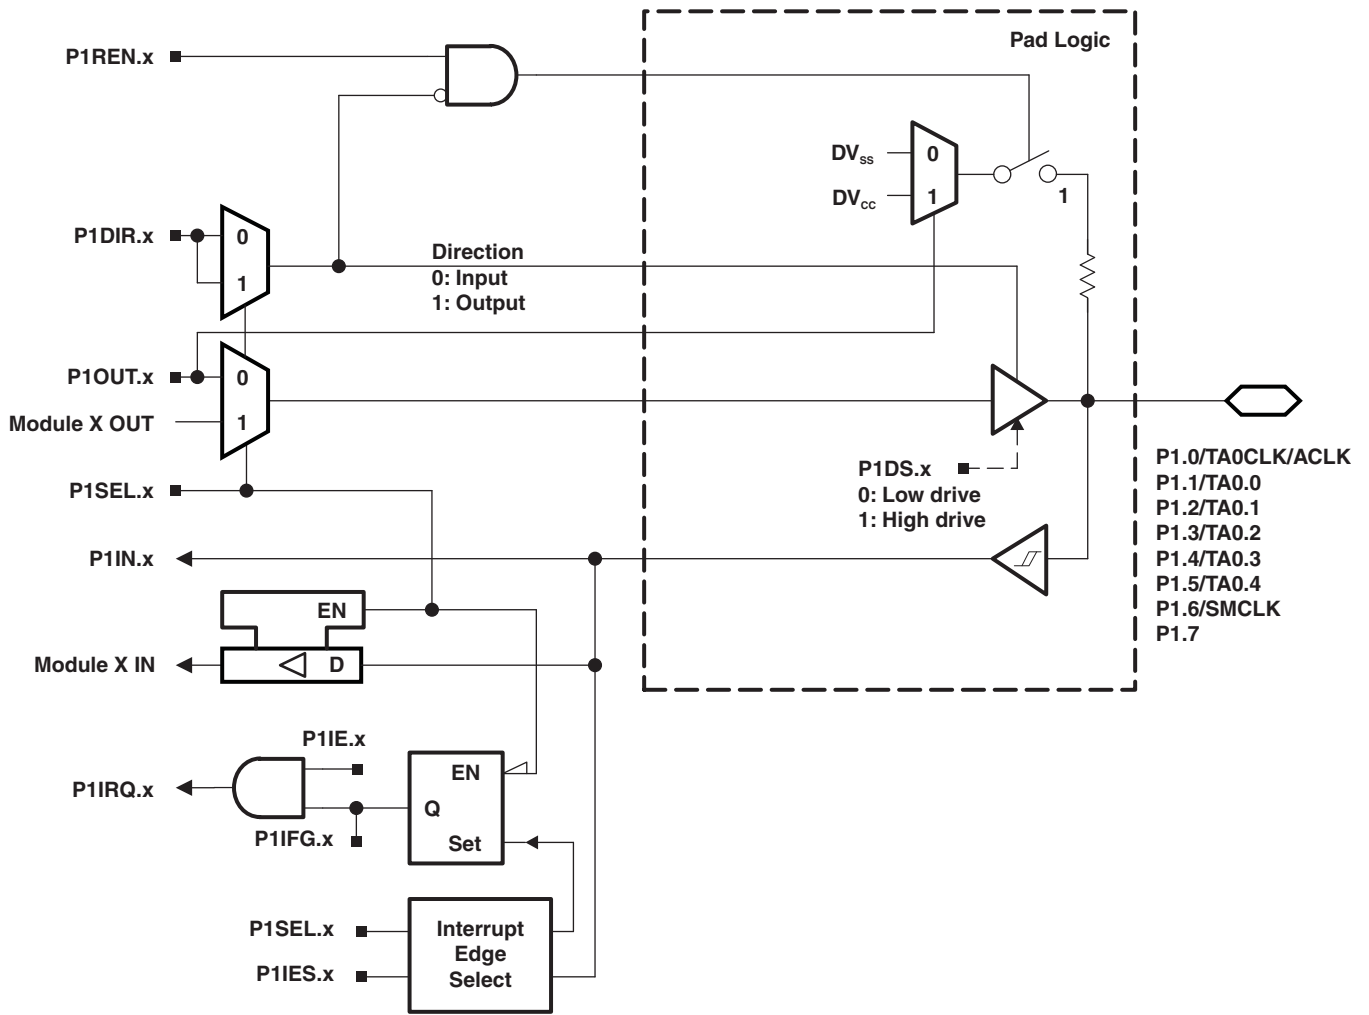 Pad Logic
P1REN.x
DVSS
0
DVCC
1
1
P1DIR.x
0
1
Direction
0: Input
1: Output
P1OUT.x
0
Module X OUT
1
P1DS.x
0: Low drive
1: High drive
P1SEL.x
P1IN.x
P1.0/TA0CLK/ACLK
P1.1/TA0.0
P1.2/TA0.1
P1.3/TA0.2
P1.4/TA0.3
P1.5/TA0.4
P1.6/SMCLK
P1.7
EN
Module X IN
D
P1IE.x
P1IRQ.x
EN
Q
P1IFG.x
Set
P1SEL.x
P1IES.x
Interrupt
Edge
Select